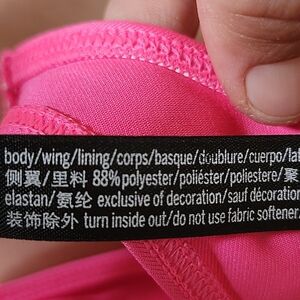 body/wing/lining/corps/basque/doublure/cuerpo/lat
侧翼/里料 88%polyester/poliéster/poliestere/聚
elastan/氨纶 exclusive of decoration/sauf décoration
装饰除外 turn inside out/do not use fabric softener.